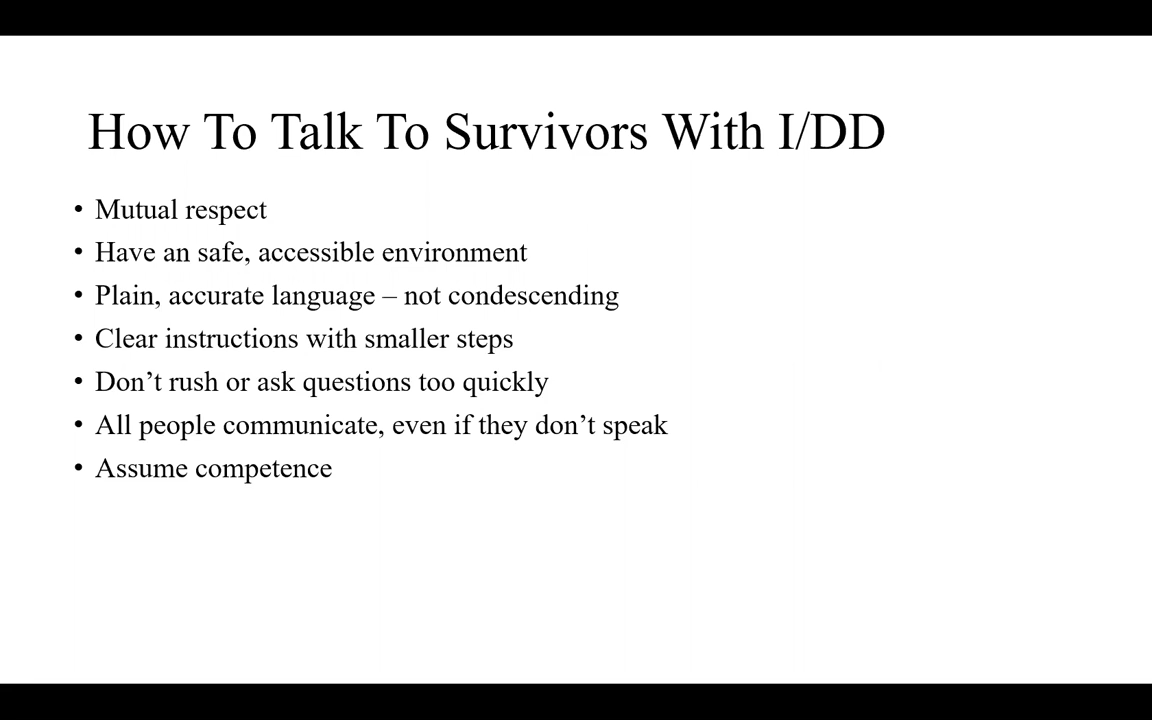 How To Talk To Survivors With I/DD
• Mutual respect
• Have an safe, accessible environment
• Plain, accurate language – not condescending
• Clear instructions with smaller steps
• Don’t rush or ask questions too quickly
• All people communicate, even if they don’t speak
• Assume competence